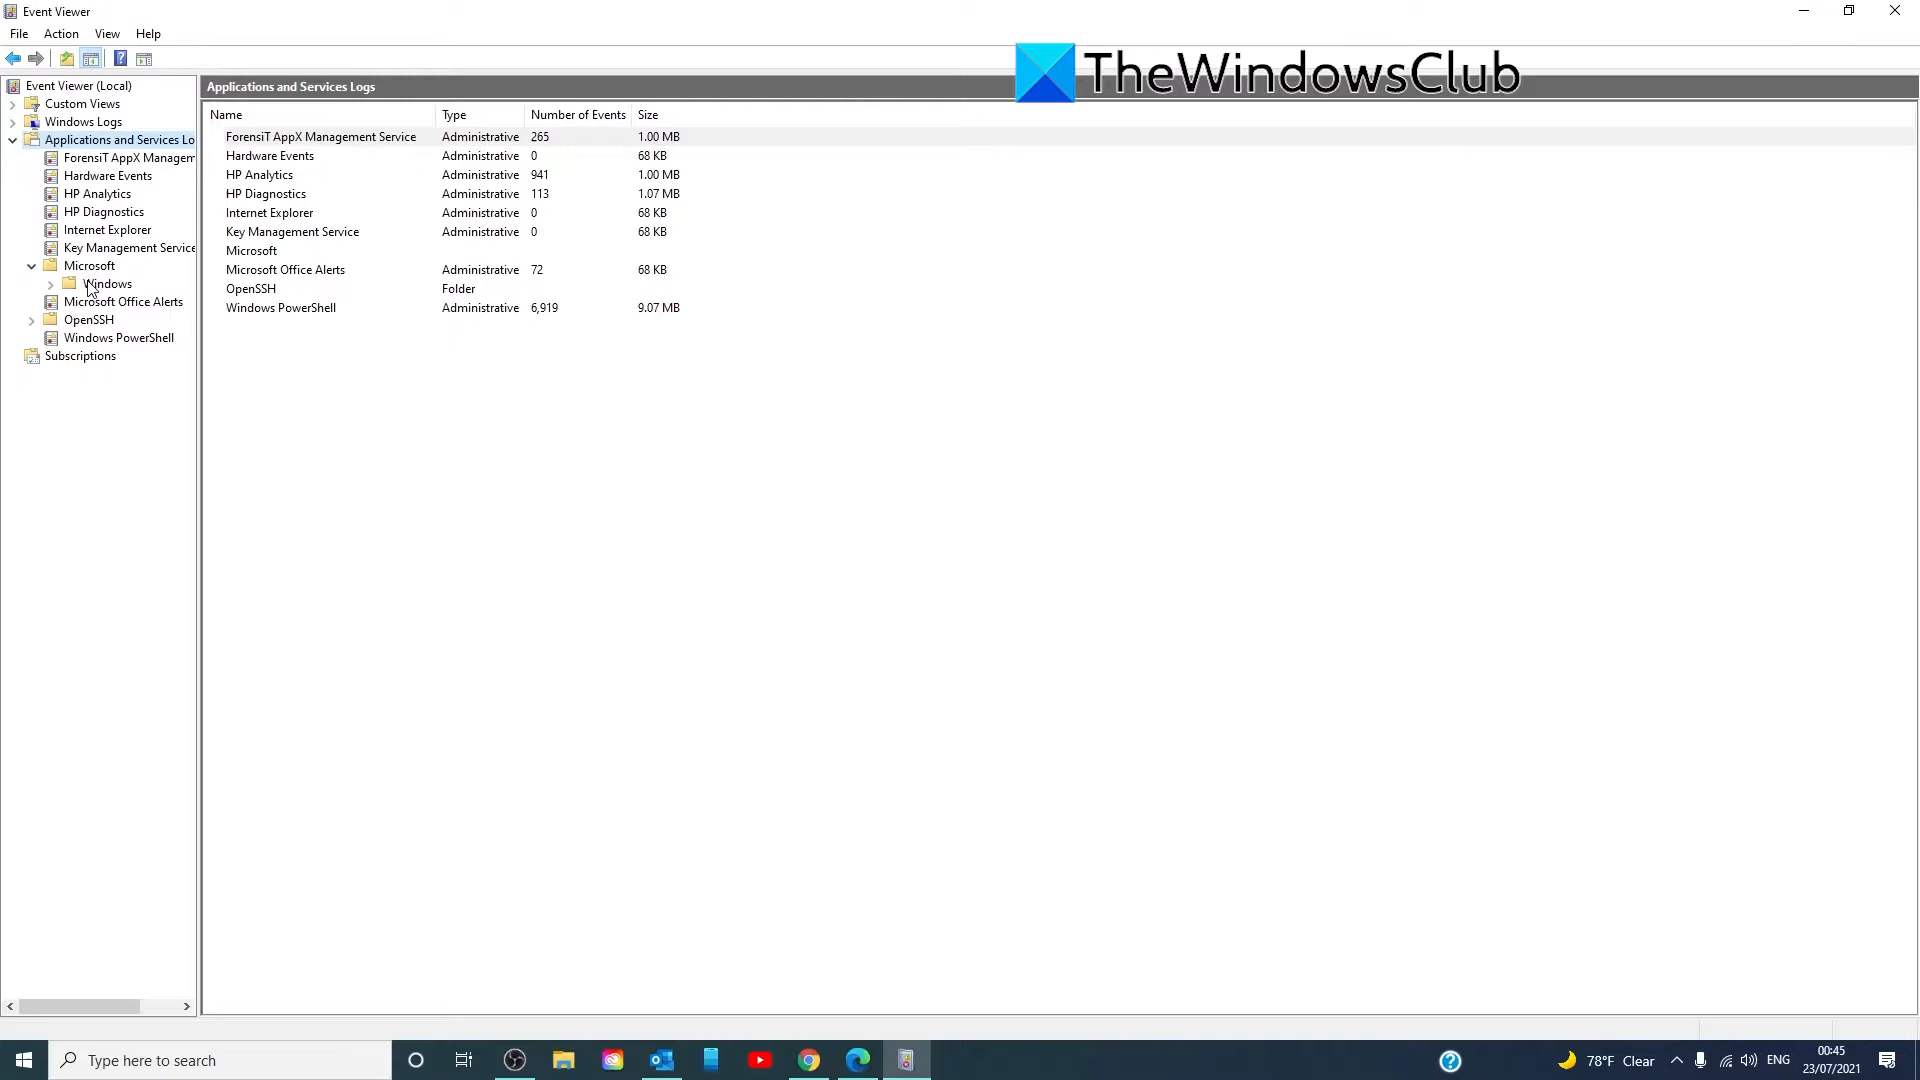 Event Viewer
File Action View Help
TheWindowsClub
Event Viewer (Local)
Custom Views
Windows Logs
Applications and Services Lo
ForensiT AppX Managem
Hardware Events
HP Analytics
HP Diagnostics
Internet Explorer
Key Management Service
Microsoft
Windows
Microsoft Office Alerts
OpenSSH
Windows PowerShell
Subscriptions
Applications and Services Logs
Name Type Number of Events Size
ForensiT AppX Management Service Administrative 265 1.00 MB
Hardware Events Administrative 0 68 KB
HP Analytics Administrative 941 1.00 MB
HP Diagnostics Administrative 113 1.07 MB
Internet Explorer Administrative 0 68 KB
Key Management Service Administrative 0 68 KB
Microsoft
Microsoft Office Alerts Administrative 72 68 KB
OpenSSH Folder
Windows PowerShell Administrative 6,919 9.07 MB
Type here to search
78°F Clear
ENG
00:45
23/07/2021